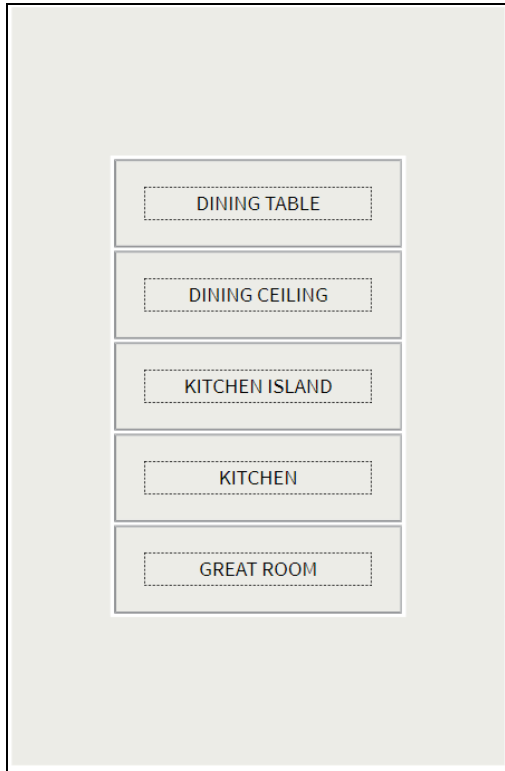 DINING TABLE
DINING CEILING
KITCHEN ISLAND
KITCHEN
GREAT ROOM